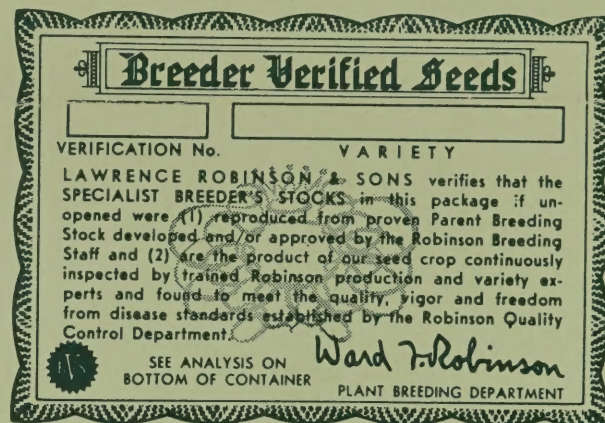 Breeder Verified Seeds
VERIFICATION No.
VARIETY
LAWRENCE ROBINSON & SONS verifies that the
SPECIALIST BREEDER'S STOCKS in this package if un-
opened were (1) reproduced from proven Parent Breeding
Stock developed and/or approved by the Robinson Breeding
Staff and (2) are the product of our seed crop continuously
inspected by trained Robinson production and variety ex-
perts and found to meet the quality, vigor and freedom
from disease standards established by the Robinson Quality
Control Department.
SEE ANALYSIS ON
BOTTOM OF CONTAINER
Ward F. Robinson
PLANT BREEDING DEPARTMENT